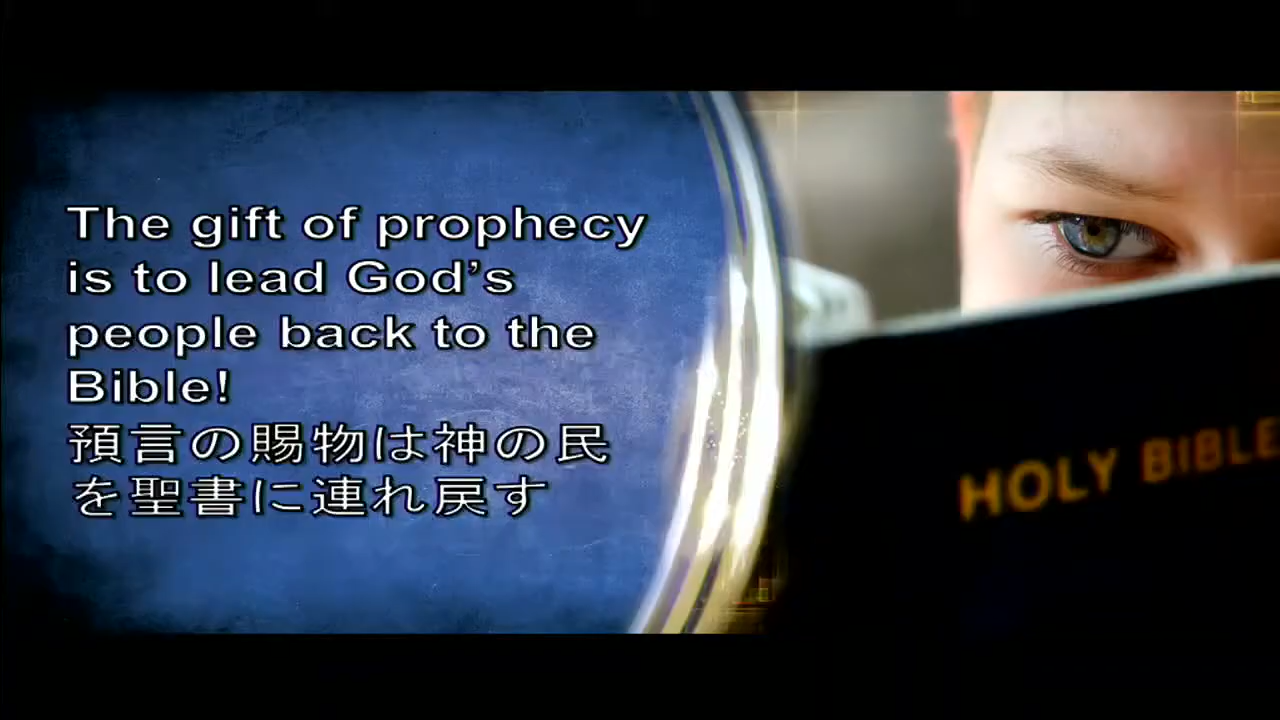 The gift of prophecy
is to lead God’s
people back to the
Bible!
預言の賜物は神の民
を聖書に連れ戻す
HOLY BIBLE